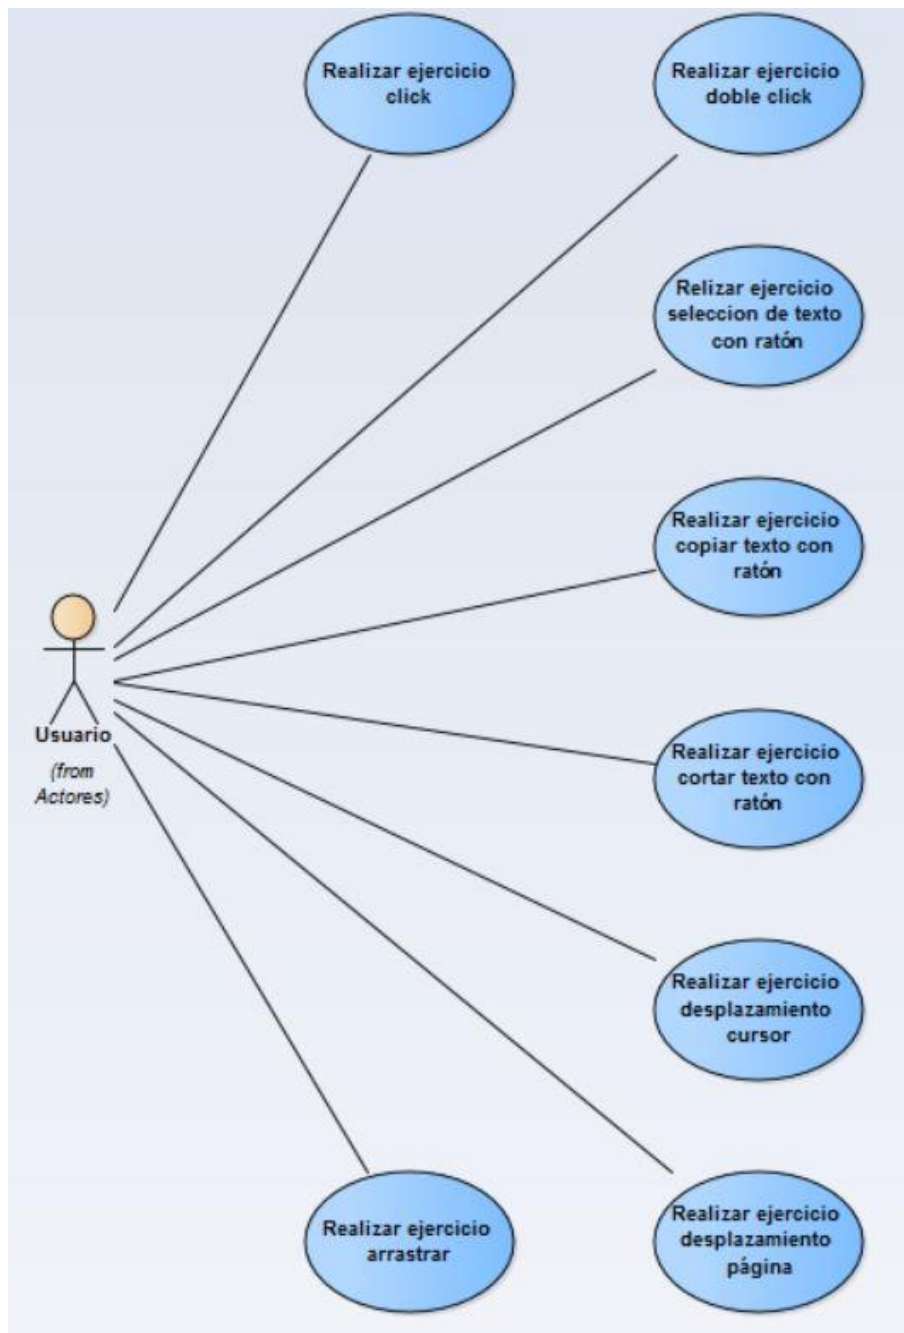 Realizar ejercicio
click
Realizar ejercicio
doble click
Relizar ejercicio
seleccion de texto
con ratón
Realizar ejercicio
copiar texto con
ratón
Usuario
(from
Actores)
Realizar ejercicio
cortar texto con
ratón
Realizar ejercicio
desplazamiento
cursor
Realizar ejercicio
arrastrar
Realizar ejercicio
desplazamiento
página